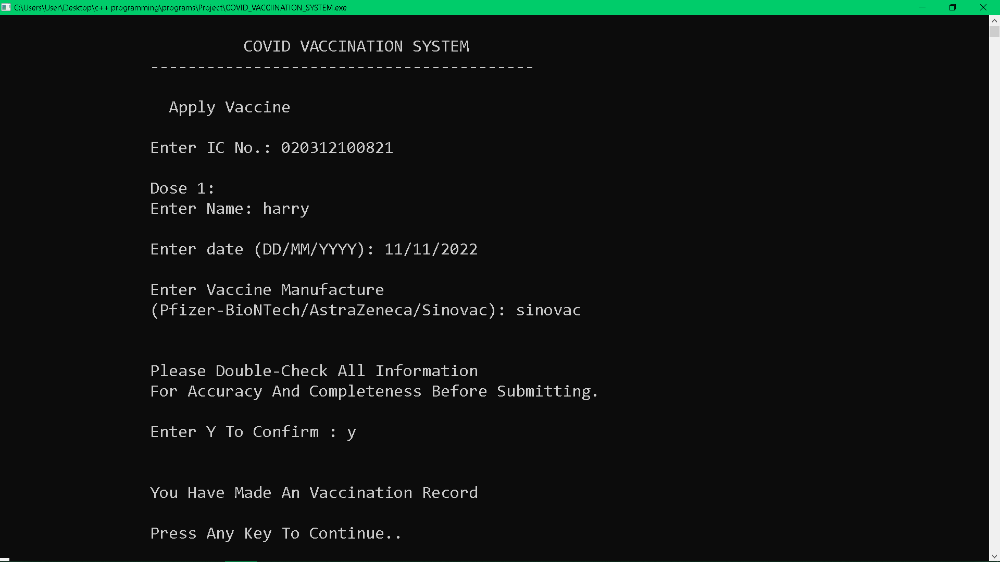 C:\Users\User\Desktop\c++ programming\programs\Project\COVID_VACCIINATION_SYSTEM.exe
COVID VACCINATION SYSTEM
-----------------------------------------
Apply Vaccine
Enter IC No.: 020312100821
Dose 1:
Enter Name: harry
Enter date (DD/MM/YYYY): 11/11/2022
Enter Vaccine Manufacture
(Pfizer-BioNTech/AstraZeneca/Sinovac): sinovac
Please Double-Check All Information
For Accuracy And Completeness Before Submitting.
Enter Y To Confirm : y
You Have Made An Vaccination Record
Press Any Key To Continue..